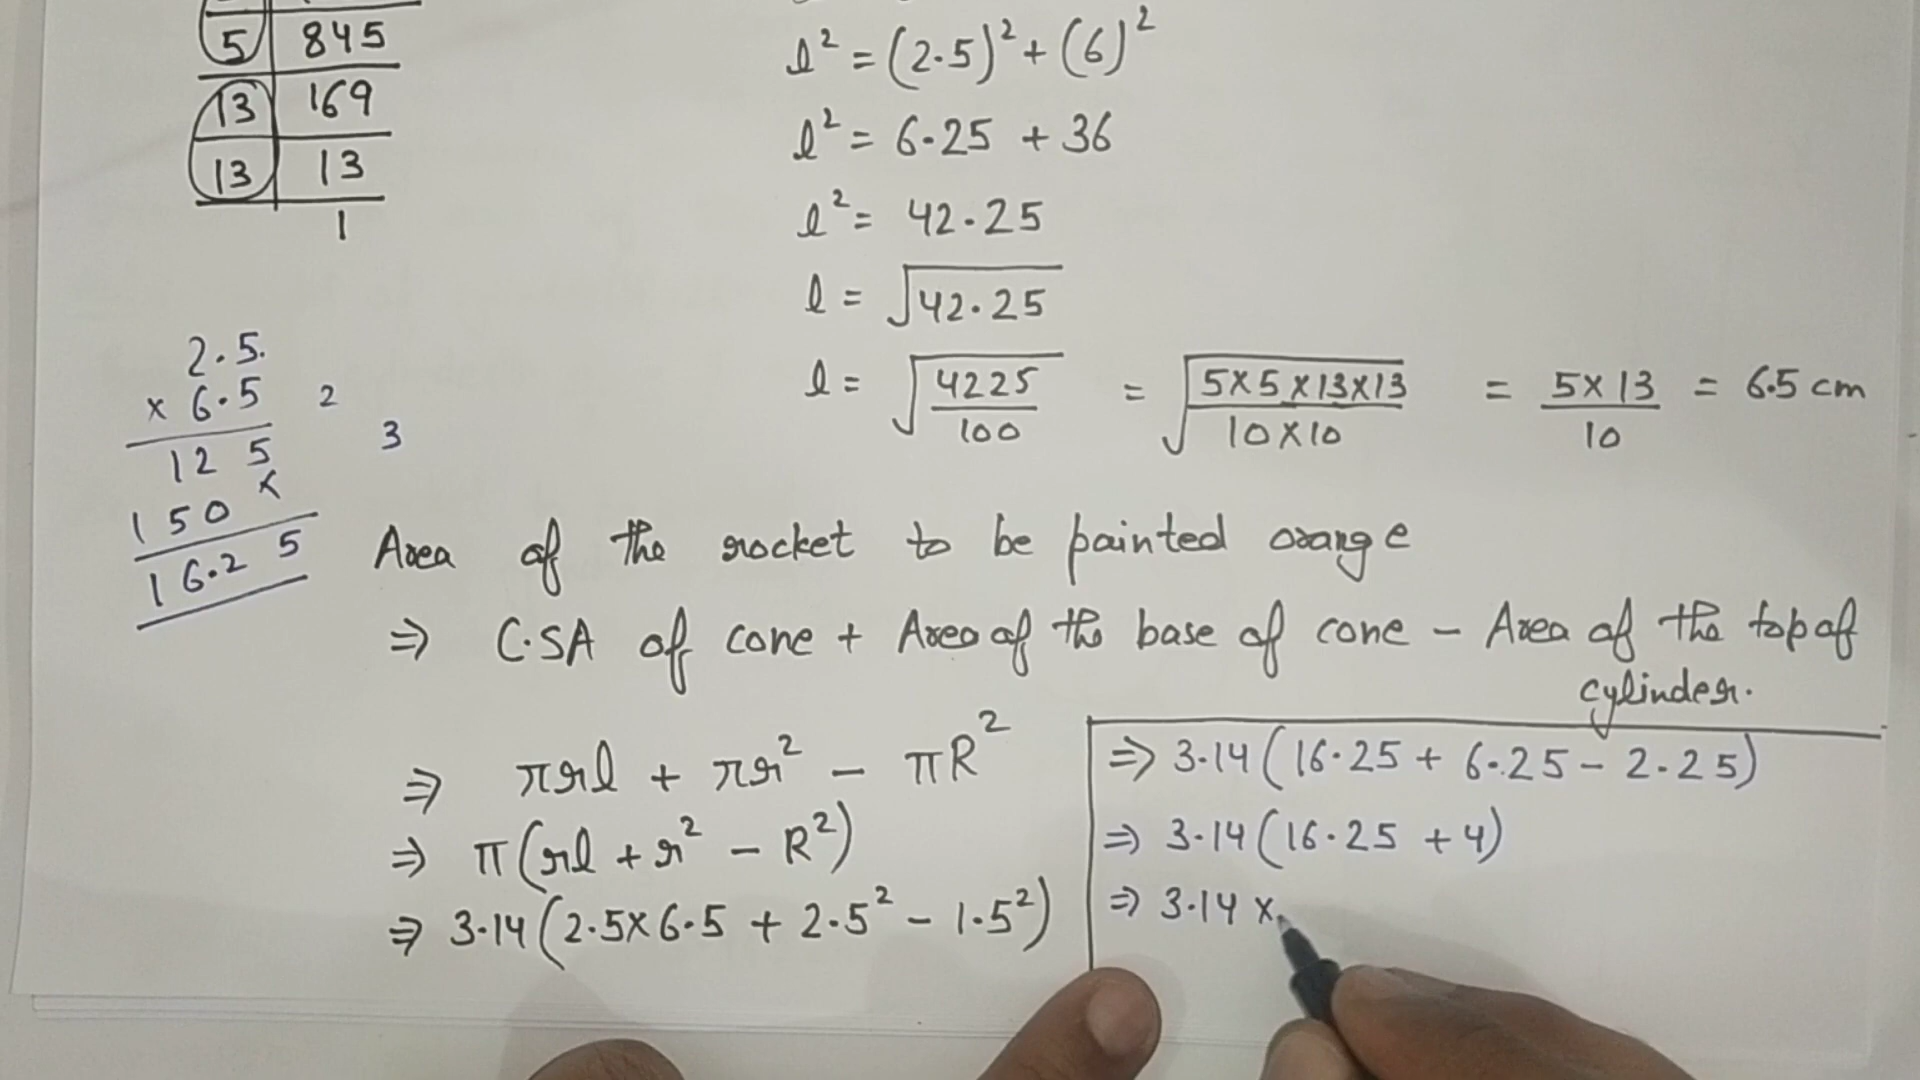 5 | 845
13 | 169
13 | 13
1
l² = (2.5)² + (6)²
l² = 6.25 + 36
l² = 42.25
l = √42.25
l = √(4225/100) = √(5×5×13×13/10×10) = 5×13/10 = 6.5 cm
2.5
× 6.5
125
150×
16.25
2
3
Area of the rocket to be painted orange
⇒ C.SA of cone + Area of the base of cone – Area of the top of
cylinder.
⇒ πrl + πr² – πR²
⇒ π(rl + r² – R²)
⇒ 3.14(2.5×6.5 + 2.5² – 1.5²)
⇒ 3.14(16.25 + 6.25 – 2.25)
⇒ 3.14(16.25 + 4)
⇒ 3.14 ×